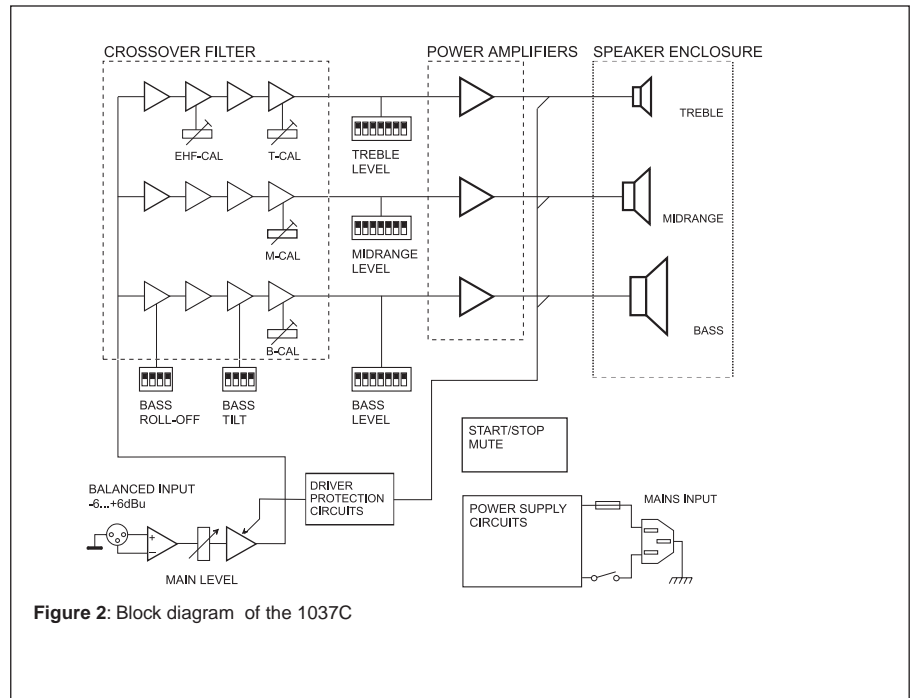 CROSSOVER FILTER
POWER AMPLIFIERS
SPEAKER ENCLOSURE
TREBLE
EHF-CAL
T-CAL
TREBLE
LEVEL
MIDRANGE
M-CAL
MIDRANGE
LEVEL
BASS
B-CAL
BASS
ROLL-OFF
BASS
TILT
BASS
LEVEL
START/STOP
MUTE
BALANCED INPUT
-6...+6dBu
DRIVER
PROTECTION
CIRCUITS
POWER SUPPLY
CIRCUITS
MAINS INPUT
+
−
MAIN LEVEL
Figure 2: Block diagram of the 1037C